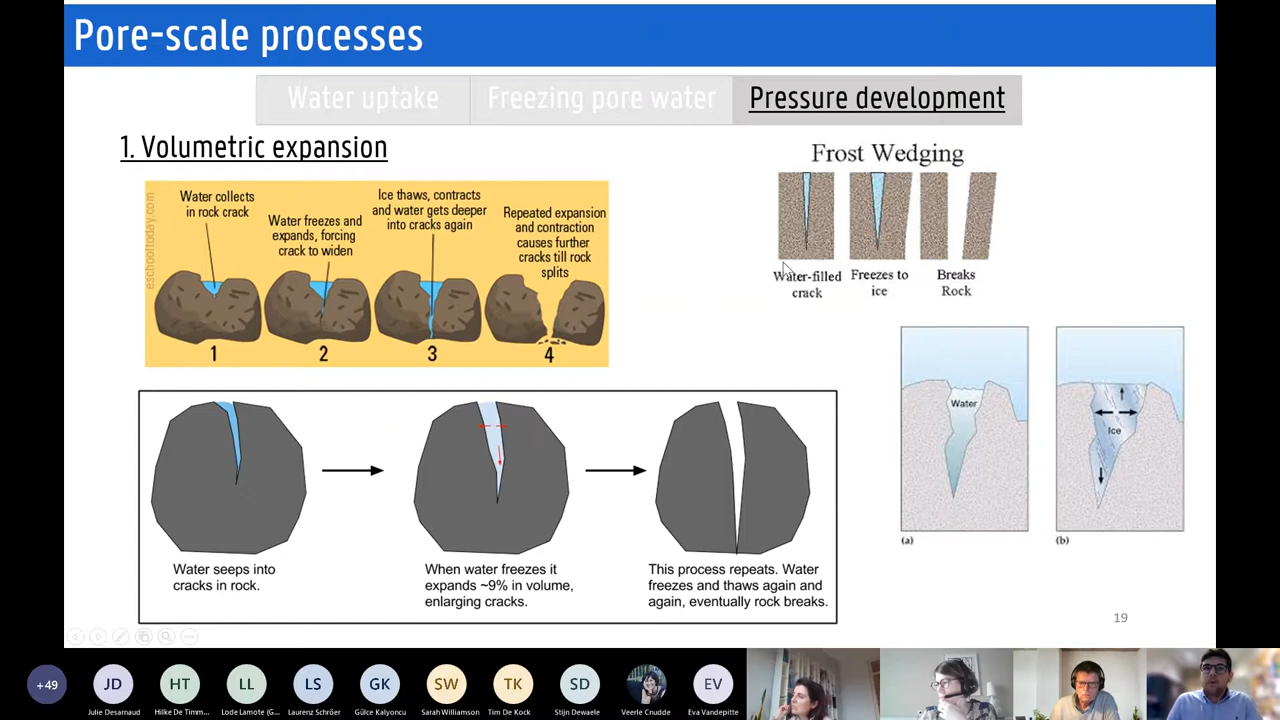 Pore-scale processes
Water uptake
Freezing pore water
Pressure development
1. Volumetric expansion
eschooltoday.com
Water collects
in rock crack
Water freezes and
expands, forcing
crack to widen
Ice thaws, contracts
and water gets deeper
into cracks again
Repeated expansion
and contraction
causes further
cracks till rock
splits
1
2
3
4
Frost Wedging
Water-filled
crack
Freezes to
ice
Breaks
Rock
Water
Ice
(a)
(b)
Water seeps into
cracks in rock.
When water freezes it
expands ~9% in volume,
enlarging cracks.
This process repeats. Water
freezes and thaws again and
again, eventually rock breaks.
19
+49
JD
HT
LL
LS
GK
SW
TK
SD
EV
Julie Desarnaud
Hilke De Timm...
Lode Lamote (G...
Laurenz Schröer
Gülce Kalyoncu
Sarah Williamson
Tim De Kock
Stijn Dewaele
Veerle Cnudde
Eva Vandepitte